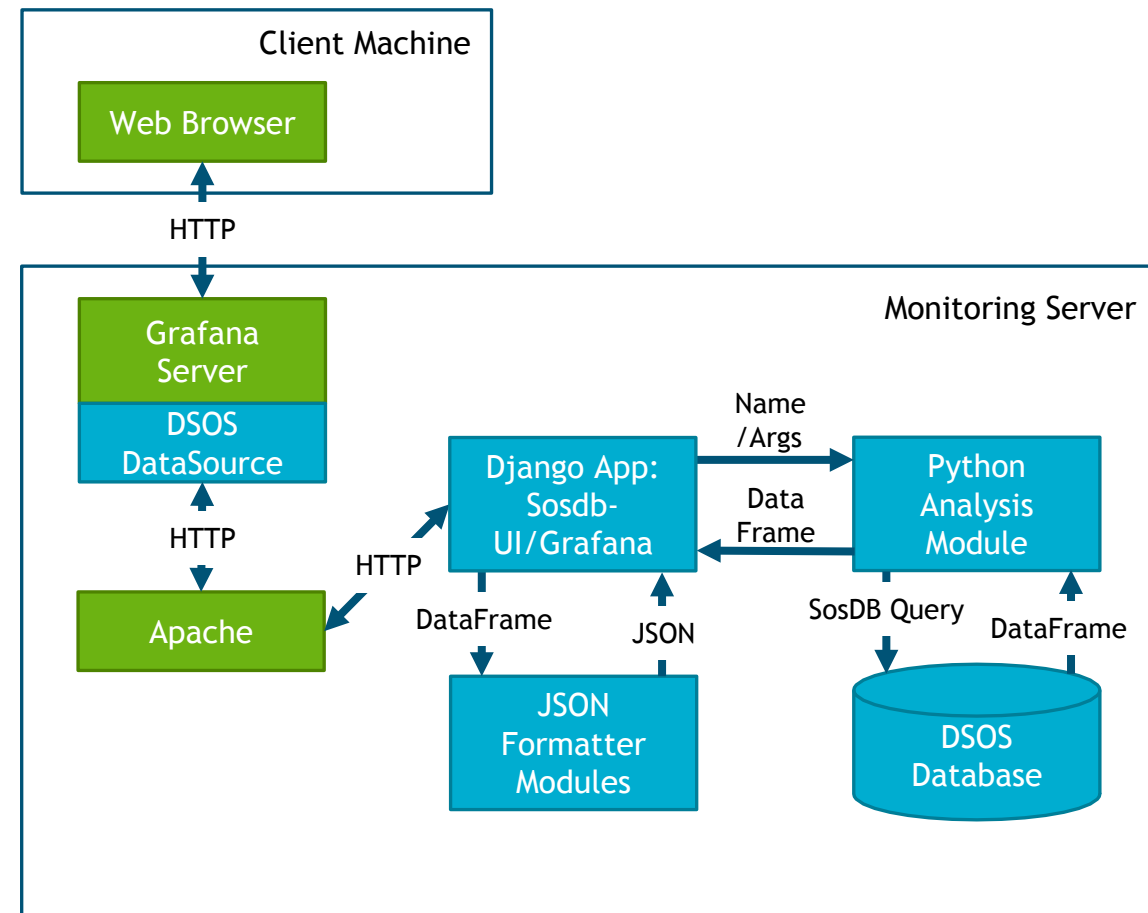 Client Machine
Web Browser
HTTP
Monitoring Server
Grafana
Server
DSOS
DataSource
HTTP
Apache
HTTP
Django App:
Sosdb-
UI/Grafana
Name
/Args
Data
Frame
Python
Analysis
Module
DataFrame
JSON
SosDB Query
DataFrame
JSON
Formatter
Modules
DSOS
Database